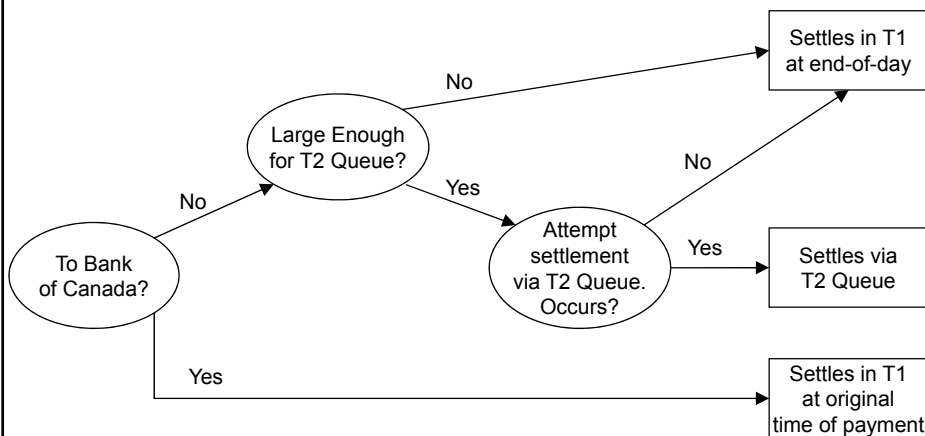 Settles in T1
at end-of-day
No
Large Enough
for T2 Queue?
No
No
Yes
Attempt
settlement
via T2 Queue.
Occurs?
Yes
Settles via
T2 Queue
To Bank
of Canada?
Yes
Settles in T1
at original
time of payment